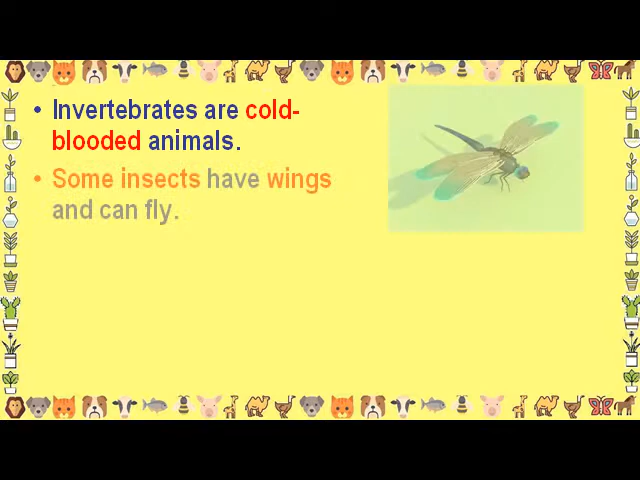 • Invertebrates are cold-
blooded animals.
• Some insects have wings
and can fly.